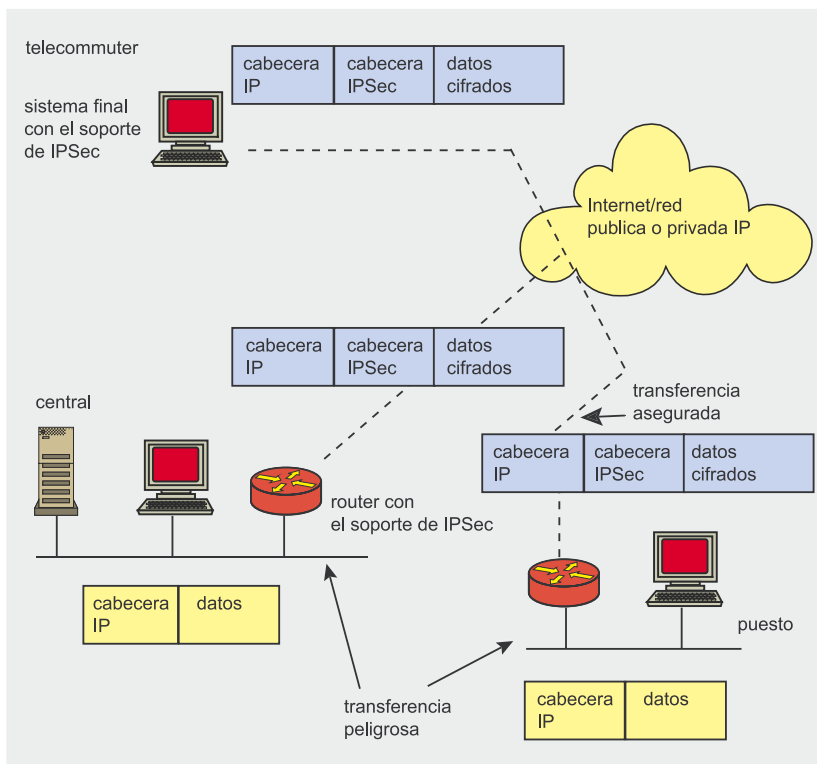 telecommuter
cabecera
IP
cabecera
IPSec
datos
cifrados
sistema final
con el soporte
de IPSec
Internet/red
publica o privada IP
cabecera
IP
cabecera
IPSec
datos
cifrados
transferencia
asegurada
central
cabecera
IP
cabecera
IPSec
datos
cifrados
router con
el soporte de IPSec
cabecera
IP
datos
puesto
transferencia
peligrosa
cabecera
IP
datos